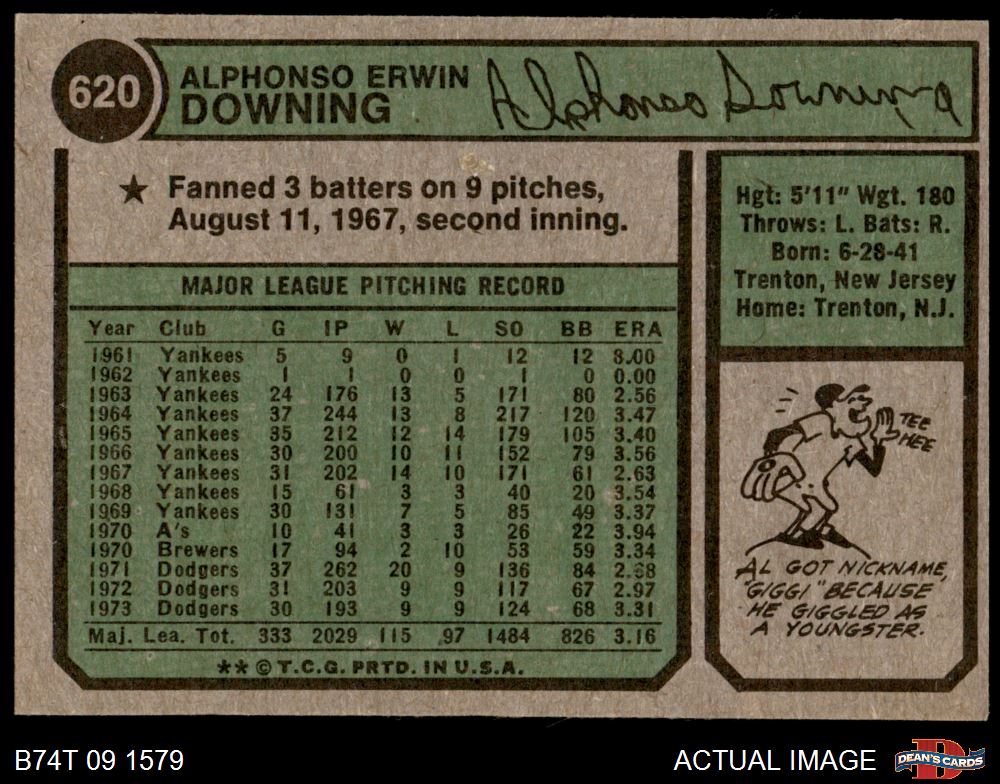 620
ALPHONSO ERWIN
DOWNING
Alphonso Downing
★ Fanned 3 batters on 9 pitches,
August 11, 1967, second inning.
Hgt: 5'11" Wgt. 180
Throws: L. Bats: R.
Born: 6-28-41
Trenton, New Jersey
Home: Trenton, N.J.
MAJOR LEAGUE PITCHING RECORD
Year Club G IP W L SO BB ERA
1961 Yankees 5 9 0 1 12 12 8.00
1962 Yankees 1 1 0 0 1 0 0.00
1963 Yankees 24 176 13 5 171 80 2.56
1964 Yankees 37 244 13 8 217 120 3.47
1965 Yankees 35 212 12 14 179 105 3.40
1966 Yankees 30 200 10 11 152 79 3.56
1967 Yankees 31 202 14 10 171 61 2.63
1968 Yankees 15 61 3 3 40 20 3.54
1969 Yankees 30 131 7 5 85 49 3.37
1970 A's 10 41 3 3 26 22 3.94
1970 Brewers 17 94 2 10 53 59 3.34
1971 Dodgers 37 262 20 9 136 84 2.68
1972 Dodgers 31 203 9 9 117 67 2.97
1973 Dodgers 30 193 9 9 124 68 3.31
Maj. Lea. Tot. 333 2029 115 97 1484 826 3.16
** © T.C.G. PRTD. IN U.S.A.
TEE
HEE
AL GOT NICKNAME,
"GIGGI" BECAUSE
HE GIGGLED AS
A YOUNGSTER.
B74T 09 1579
ACTUAL IMAGE
DEAN'S CARDS